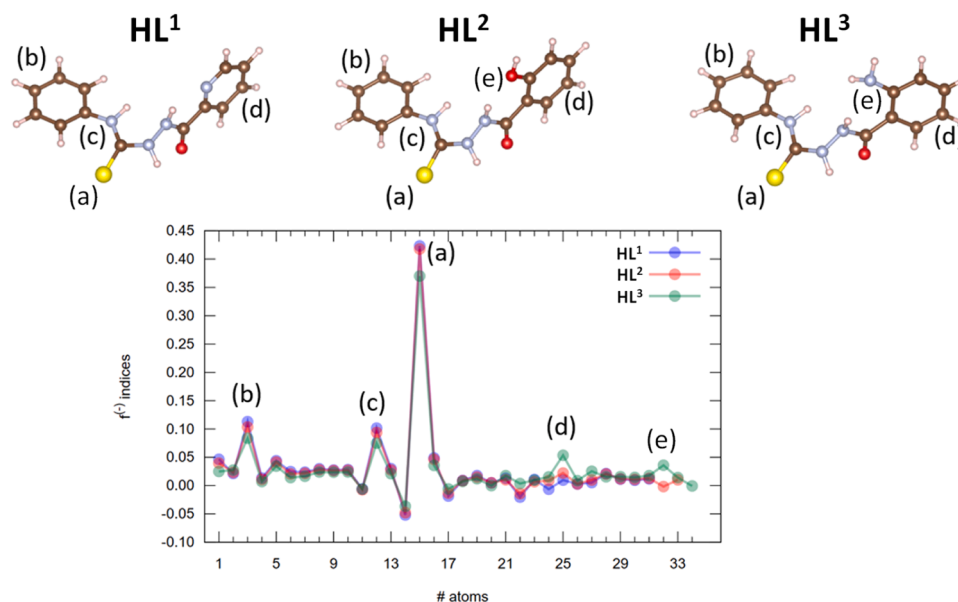 HL¹ HL² HL³
(b) (b) (b)
(e)
(d) (e) (d)
(c) (c) (c) (d)
(a) (a) (a)
0.45
0.40
0.35
0.30
0.25
0.20
0.15
0.10
0.05
0.00
-0.05
-0.10
f⁽⁻⁾ indices
(a)
HL¹
HL²
HL³
(b) (c) (d) (e)
1 5 9 13 17 21 25 29 33
# atoms